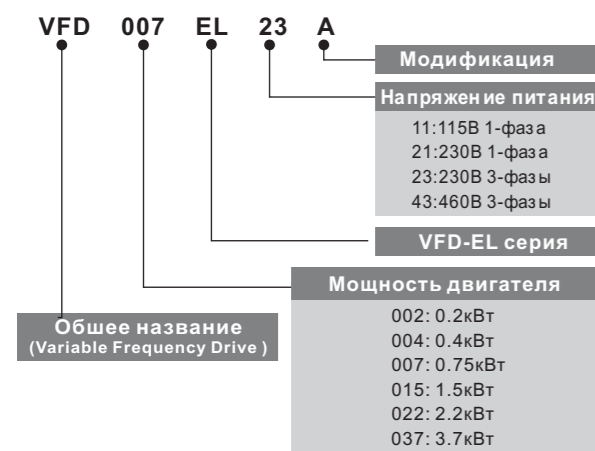 VFD 007 EL 23 A
Модификация
Напряжение питания
11:115В 1-фаза
21:230В 1-фаза
23:230В 3-фазы
43:460В 3-фазы
VFD-EL серия
Мощность двигателя
002: 0.2кВт
004: 0.4кВт
007: 0.75кВт
015: 1.5кВт
022: 2.2кВт
037: 3.7кВт
Обшее название
(Variable Frequency Drive )